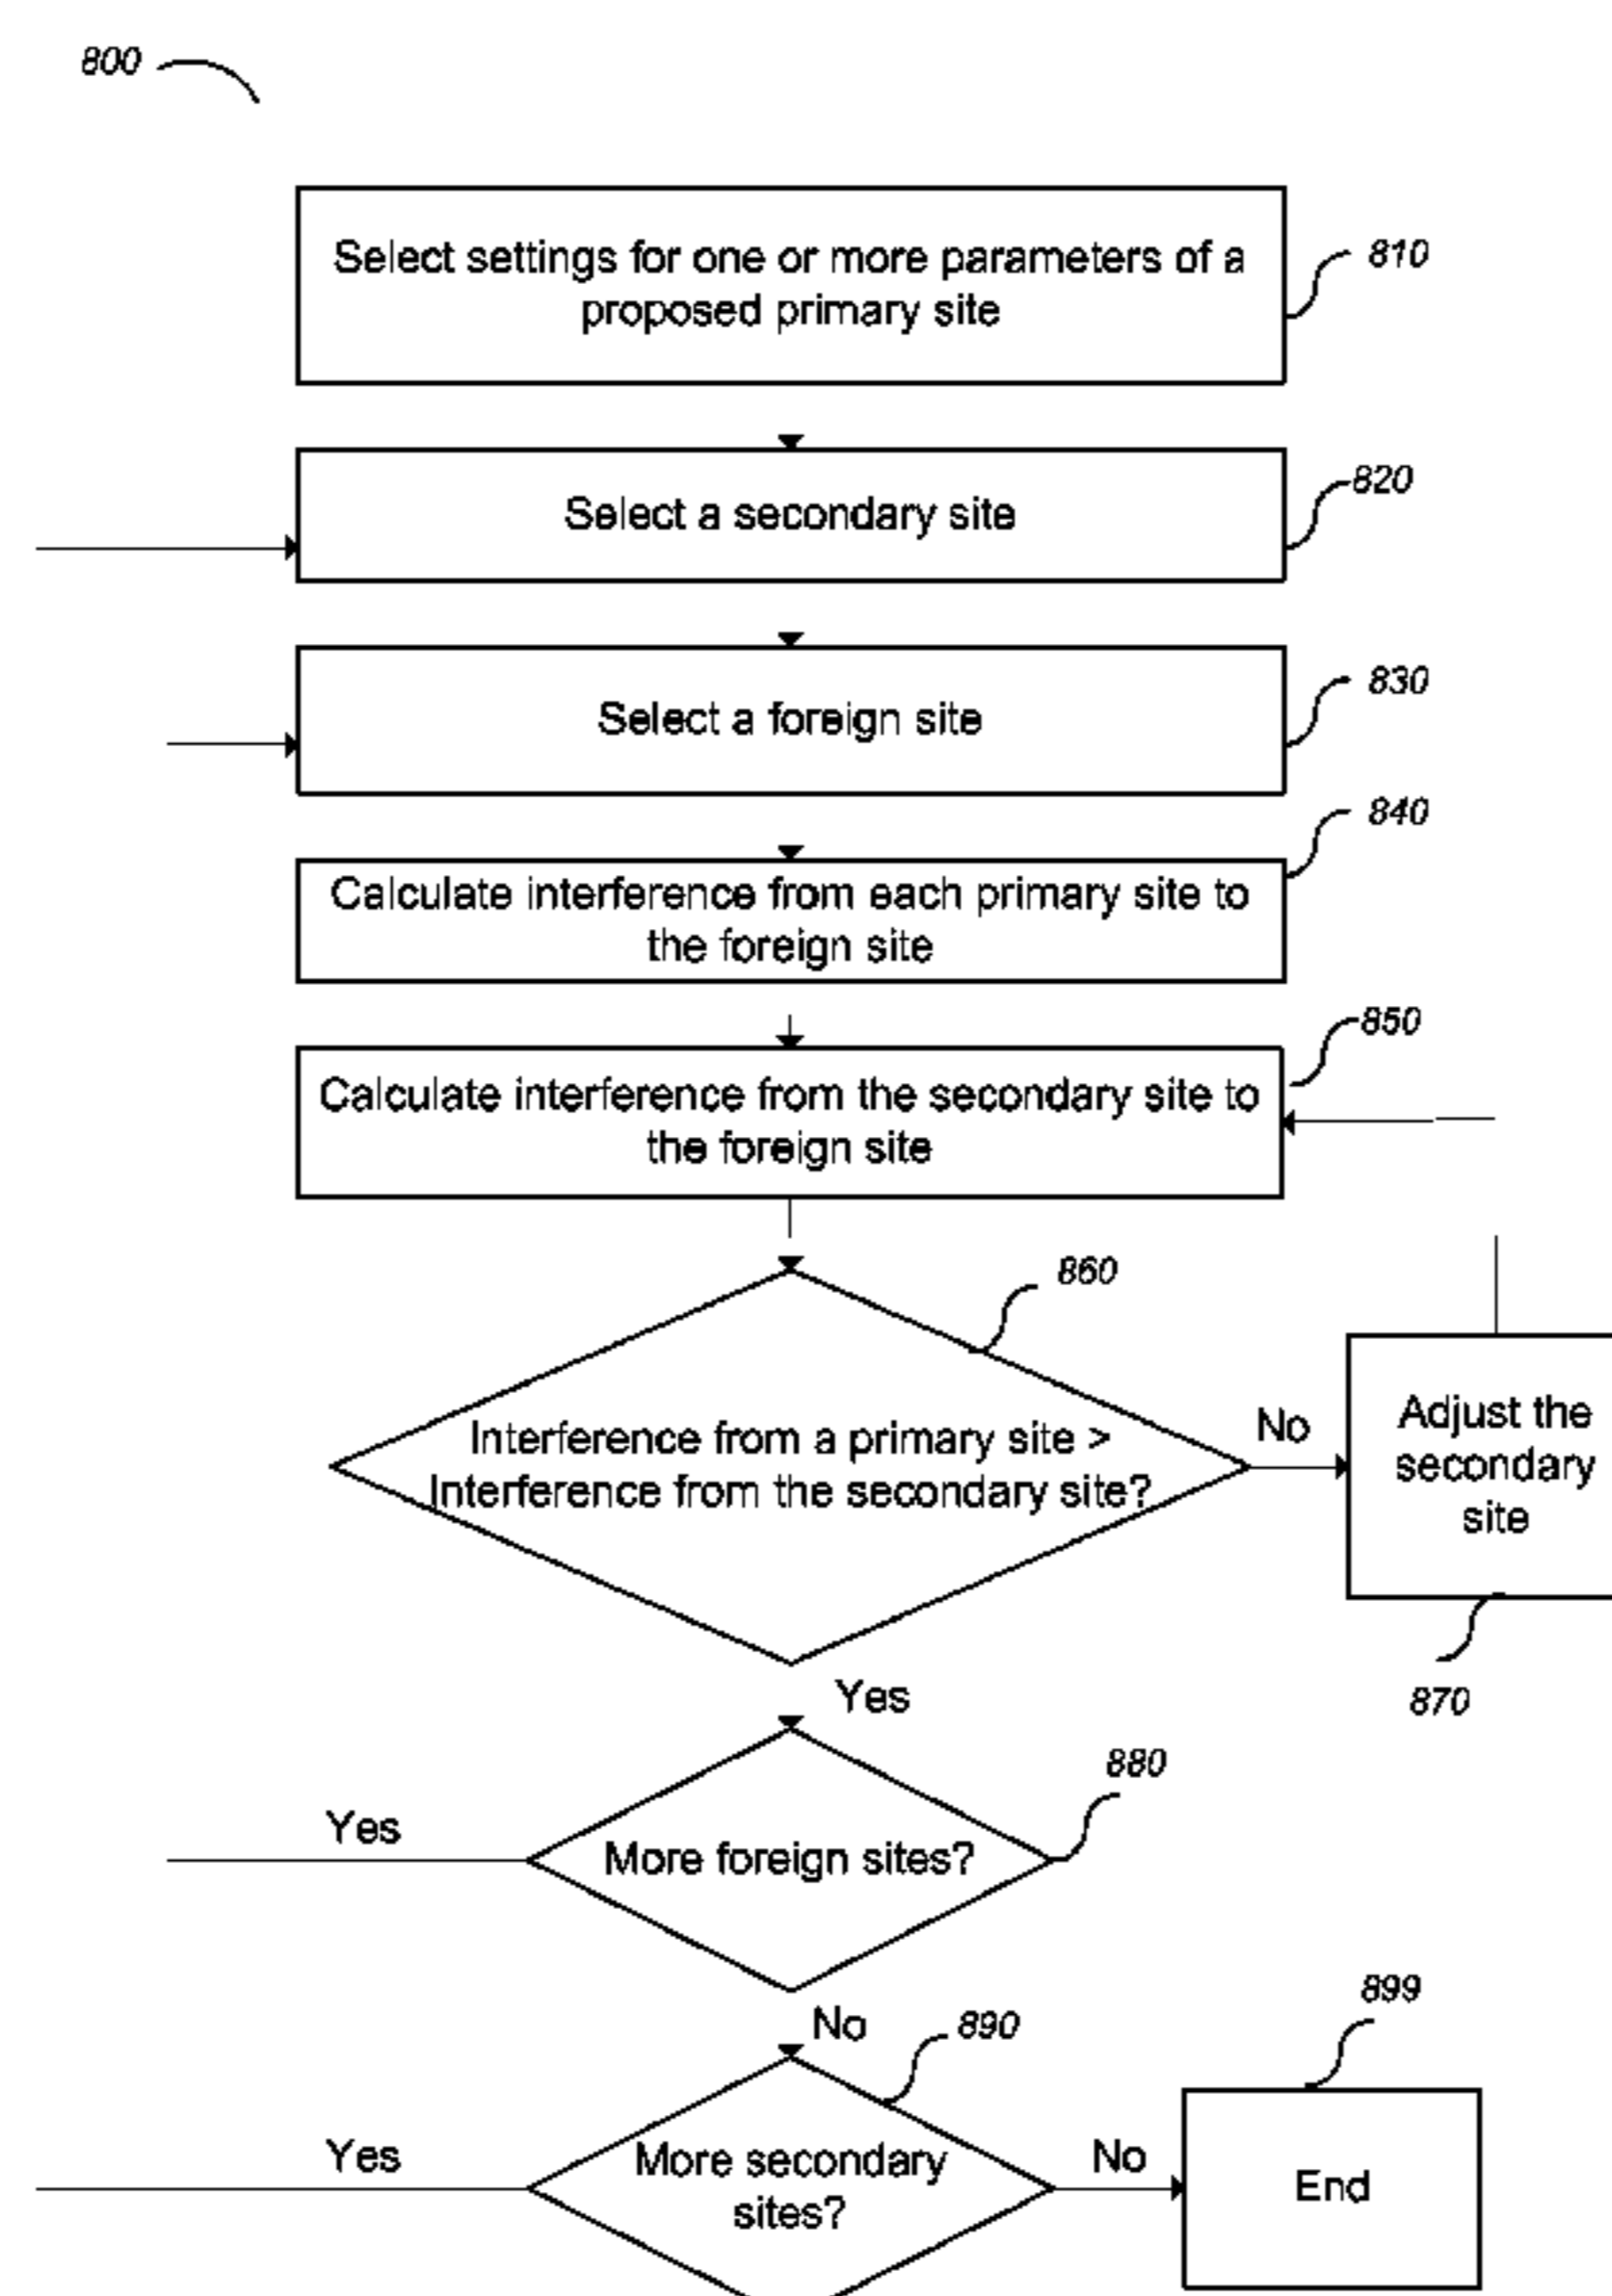 800
Select settings for one or more parameters of a
proposed primary site
810
Select a secondary site
820
Select a foreign site
830
840
Calculate interference from each primary site to
the foreign site
850
Calculate interference from the secondary site to
the foreign site
860
Interference from a primary site >
Interference from the secondary site?
No
Adjust the
secondary
site
870
Yes
880
More foreign sites?
Yes
No
890
899
More secondary
sites?
Yes
No
End